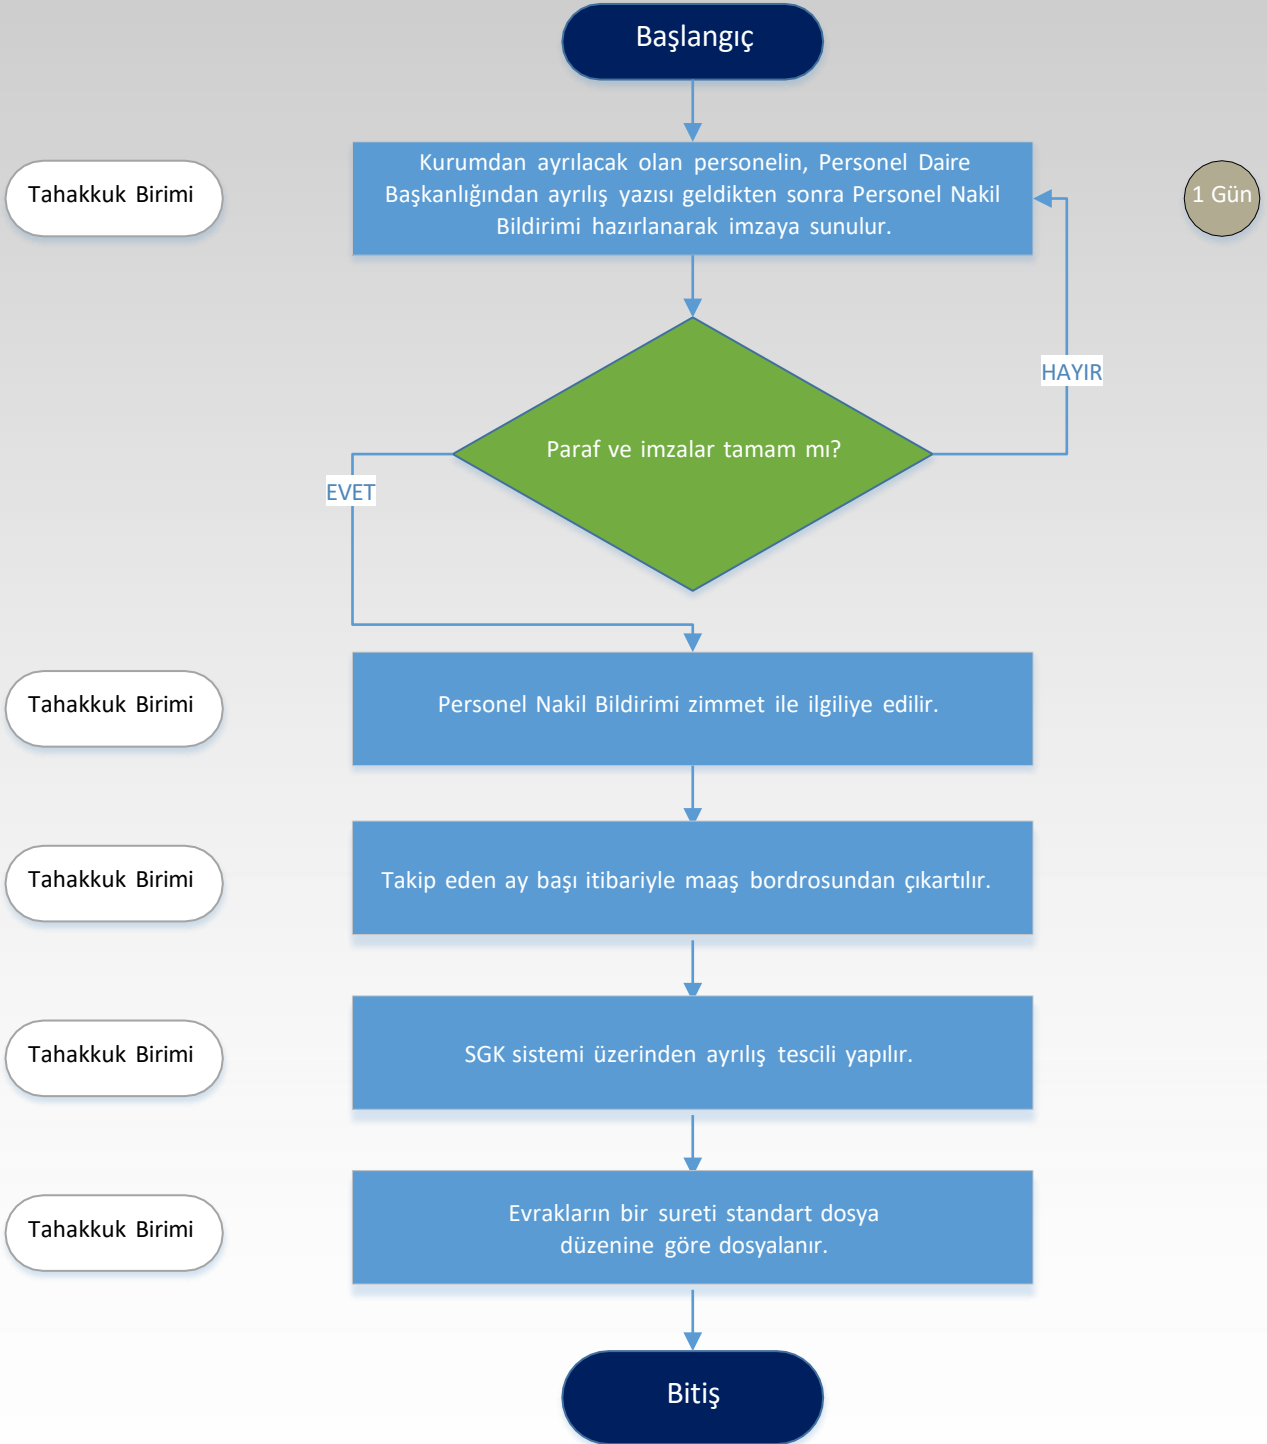 Başlangıç
Tahakkuk Birimi
Kurumdan ayrılacak olan personelin, Personel Daire
Başkanlığından ayrılış yazısı geldikten sonra Personel Nakil
Bildirimi hazırlanarak imzaya sunulur.
1 Gün
HAYIR
Paraf ve imzalar tamam mı?
EVET
Tahakkuk Birimi
Personel Nakil Bildirimi zimmet ile ilgiliye edilir.
Tahakkuk Birimi
Takip eden ay başı itibariyle maaş bordrosundan çıkartılır.
Tahakkuk Birimi
SGK sistemi üzerinden ayrılış tescili yapılır.
Tahakkuk Birimi
Evrakların bir sureti standart dosya
düzenine göre dosyalanır.
Bitiş